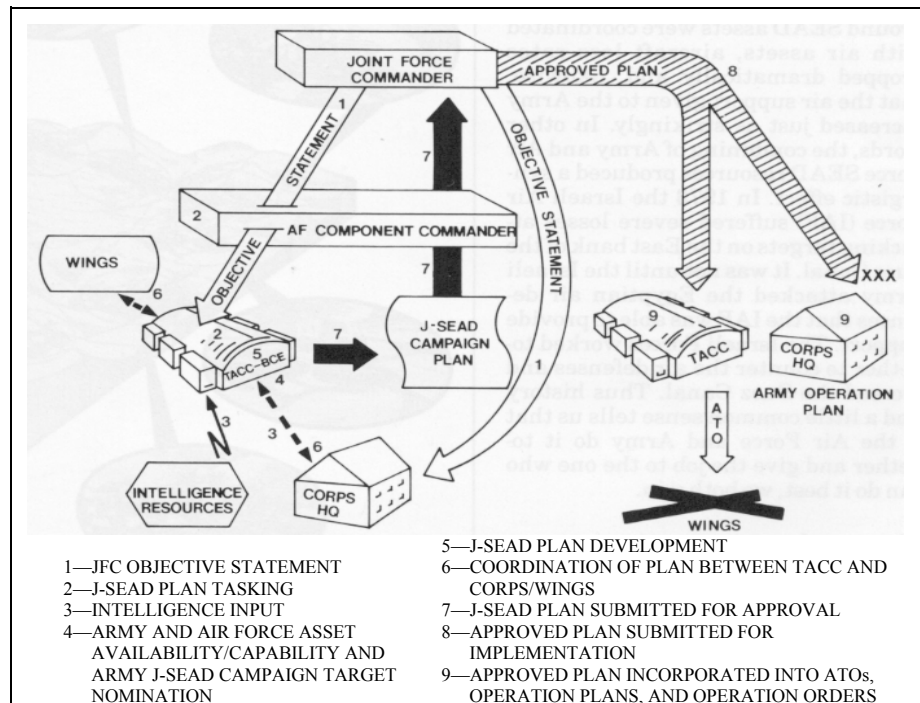 JOINT FORCE
COMMANDER
APPROVED PLAN
8
STATEMENT 1
OBJECTIVE
7
OBJECTIVE STATEMENT
2
AF COMPONENT COMMANDER
WINGS
6
7
XXX
2
5
TACC-BCE
4
7
J-SEAD
CAMPAIGN
PLAN
9
TACC
9
CORPS
HQ
ARMY OPERATION
PLAN
3
3
6
INTELLIGENCE
RESOURCES
CORPS
HQ
ATO
WINGS
1—JFC OBJECTIVE STATEMENT
2—J-SEAD PLAN TASKING
3—INTELLIGENCE INPUT
4—ARMY AND AIR FORCE ASSET
AVAILABILITY/CAPABILITY AND
ARMY J-SEAD CAMPAIGN TARGET
NOMINATION
5—J-SEAD PLAN DEVELOPMENT
6—COORDINATION OF PLAN BETWEEN TACC AND
CORPS/WINGS
7—J-SEAD PLAN SUBMITTED FOR APPROVAL
8—APPROVED PLAN SUBMITTED FOR
IMPLEMENTATION
9—APPROVED PLAN INCORPORATED INTO ATOs,
OPERATION PLANS, AND OPERATION ORDERS